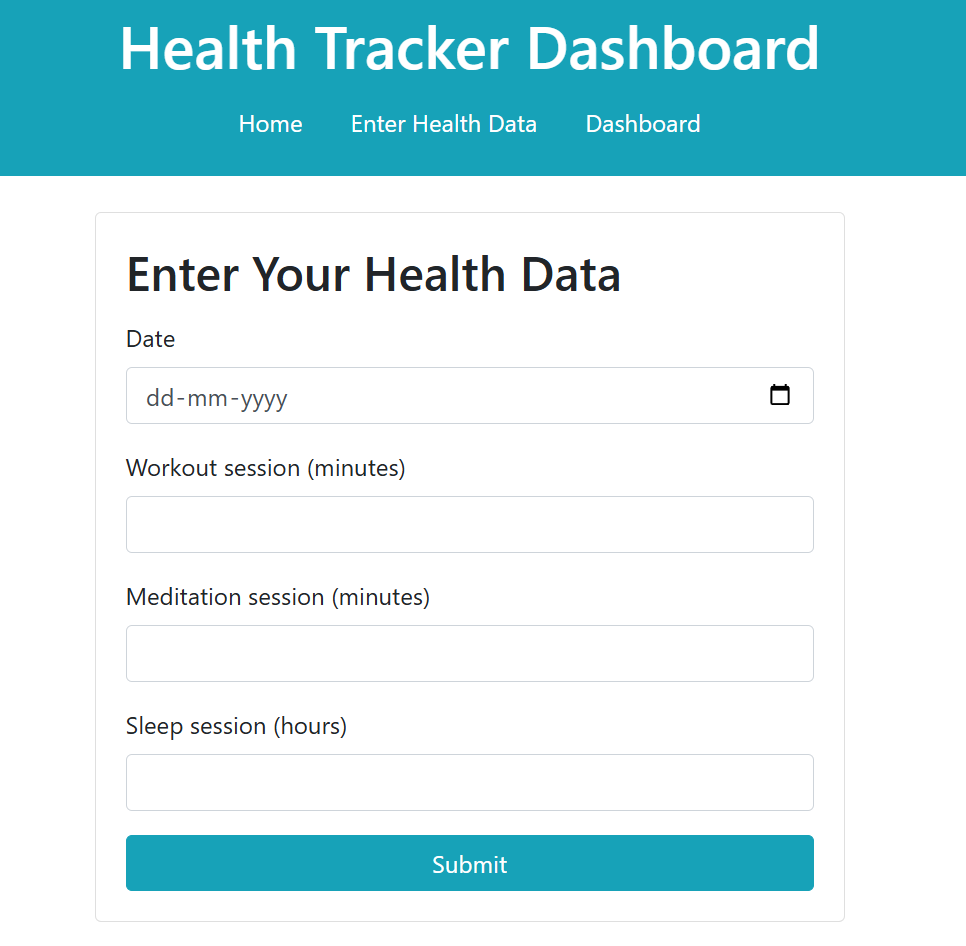 Health Tracker Dashboard
Home Enter Health Data Dashboard
Enter Your Health Data
Date
dd-mm-yyyy
Workout session (minutes)
Meditation session (minutes)
Sleep session (hours)
Submit